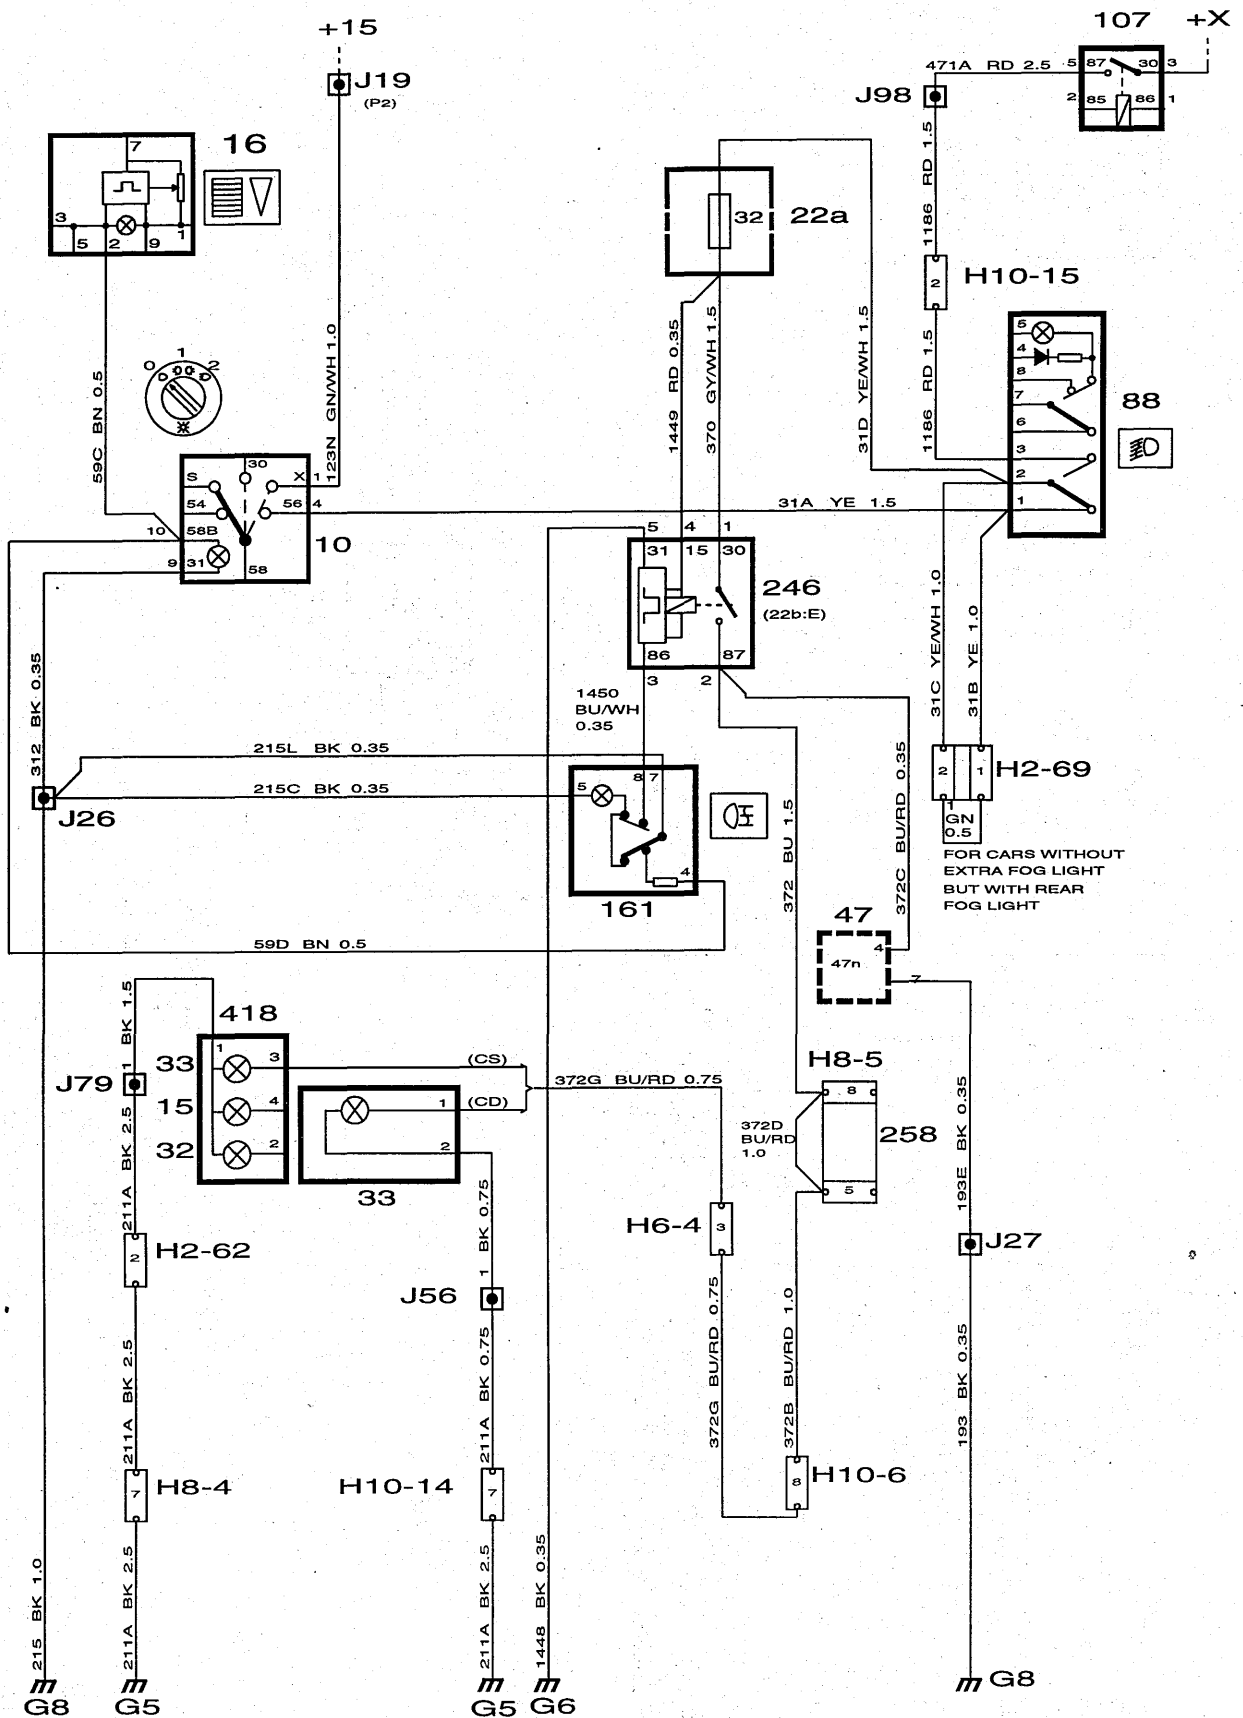 +15
J19
(P2)
107
+X
471A RD 2.5
5
87
30
3
2
85
86
1
J98
16
7
3
5
2
9
1
1186 RD 1.5
32
22a
2
H10-15
59C BN 0.5
0
1
2
123N GN/WH 1.0
1449 RD 0.35
370 GY/WH 1.5
31D YE/WH 1.5
1186 RD 1.5
5
4
8
7
6
3
2
1
88
30
S
X
1
54
56
4
10
58B
9
31
58
10
31A YE 1.5
5
4
1
31
15
30
246
(22b:E)
86
87
3
2
312 BK 0.35
1450
BU/WH
0.35
31C YE/WH 1.0
31B YE 1.0
215L BK 0.35
215C BK 0.35
J26
8
7
5
4
161
372 BU 1.5
372C BU/RD 0.35
2
1
H2-69
1
GN
0.5
FOR CARS WITHOUT
EXTRA FOG LIGHT
BUT WITH REAR
FOG LIGHT
59D BN 0.5
47
4
47n
7
1 BK 1.5
418
1
33
3
15
4
32
2
J79
(CS)
(CD)
372G BU/RD 0.75
1
2
33
H8-5
8
372D
BU/RD
1.0
258
5
211A BK 2.5
1 BK 0.75
193E BK 0.35
H6-4
3
J27
2
H2-62
J56
211A BK 2.5
211A BK 0.75
372G BU/RD 0.75
372B BU/RD 1.0
193 BK 0.35
7
H8-4
H10-14
7
8
H10-6
215 BK 1.0
211A BK 2.5
211A BK 2.5
1448 BK 0.35
G8
G5
G5
G6
G8